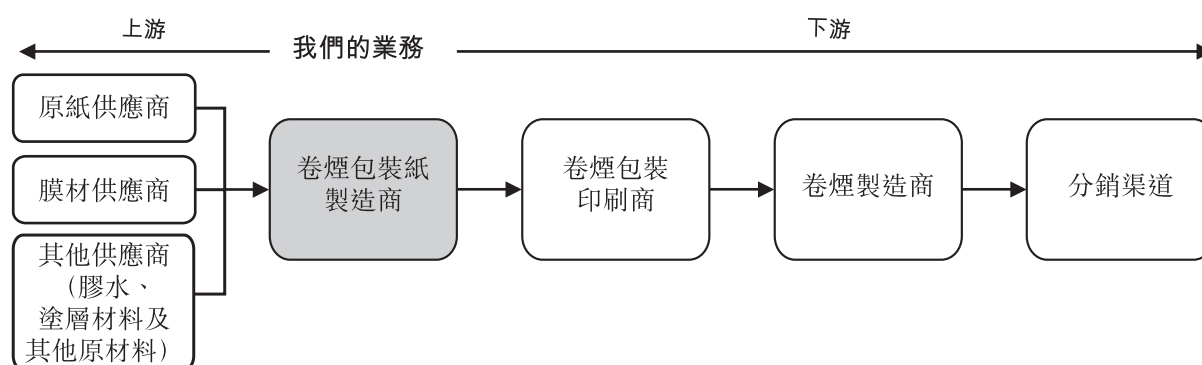 上游
我們的業務
下游
原紙供應商
膜材供應商
其他供應商
(膠水、
塗層材料及
其他原材料)
卷煙包裝紙
製造商
卷煙包裝
印刷商
卷煙製造商
分銷渠道